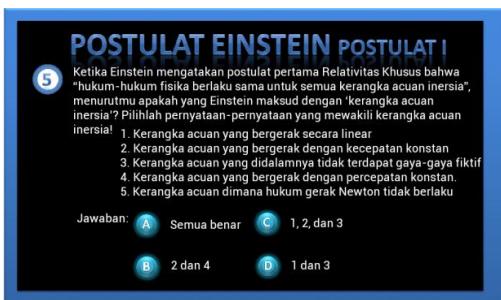 POSTULAT EINSTEIN POSTULAT I
5 Ketika Einstein mengatakan postulat pertama Relativitas Khusus bahwa
“hukum-hukum fisika berlaku sama untuk semua kerangka acuan inersia”,
menurutmu apakah yang Einstein maksud dengan ‘kerangka acuan
inersia’? Pilihlah pernyataan-pernyataan yang mewakili kerangka acuan
inersia!
1. Kerangka acuan yang bergerak secara linear
2. Kerangka acuan yang bergerak dengan kecepatan konstan
3. Kerangka acuan yang didalamnya tidak terdapat gaya-gaya fiktif
4. Kerangka acuan yang bergerak dengan percepatan konstan.
5. Kerangka acuan dimana hukum gerak Newton tidak berlaku
Jawaban: A Semua benar C 1, 2, dan 3
B 2 dan 4 D 1 dan 3